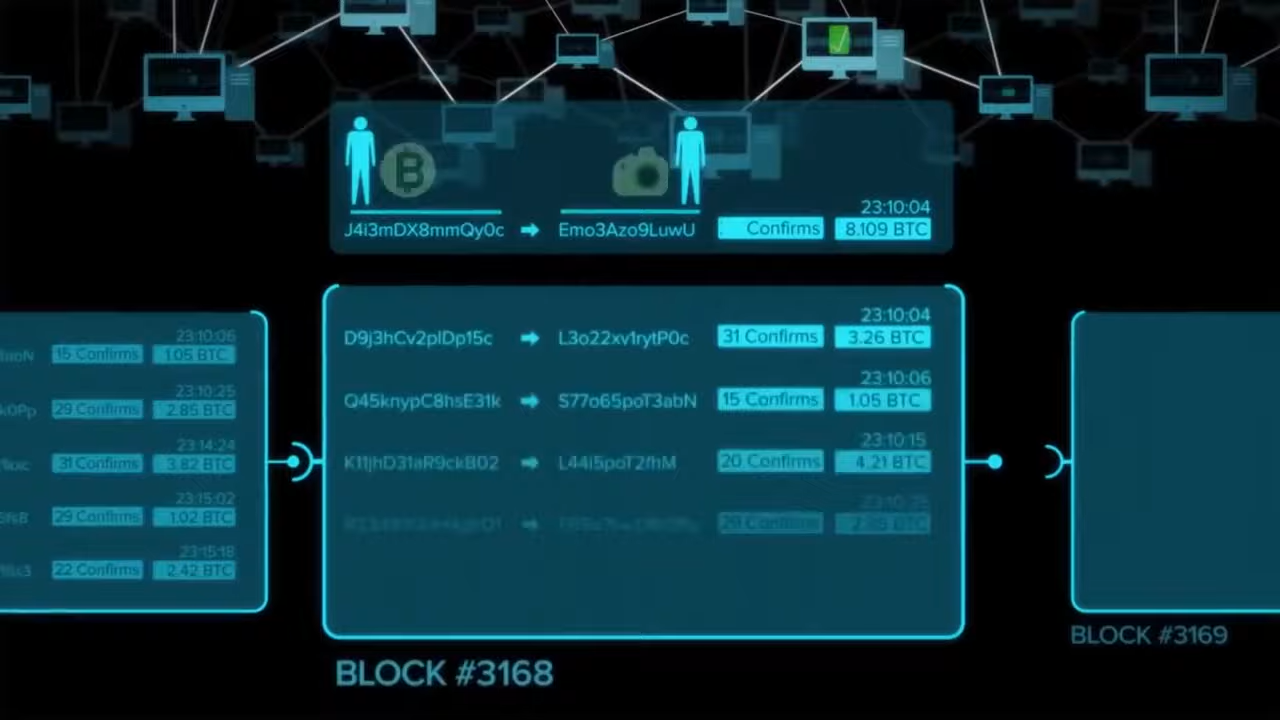 23:10:04
J4i3mDX8mmQy0c Emo3Azo9LuwU Confirms 8.109 BTC
23:10:06
15 Confirms 1.05 BTC
23:10:25
29 Confirms 2.85 BTC
23:14:24
31 Confirms 3.82 BTC
23:15:02
29 Confirms 1.02 BTC
23:15:18
22 Confirms 2.42 BTC
23:10:04
D9j3hCv2plDp15c L3o22xv1rytP0c 31 Confirms 3.26 BTC
23:10:06
Q45knypC8hsE31k S77o65poT3abN 15 Confirms 1.05 BTC
23:10:15
K11jhD31aR9ckB02 L44i5poT2fhM 20 Confirms 4.21 BTC
29 Confirms
BLOCK #3168
BLOCK #3169